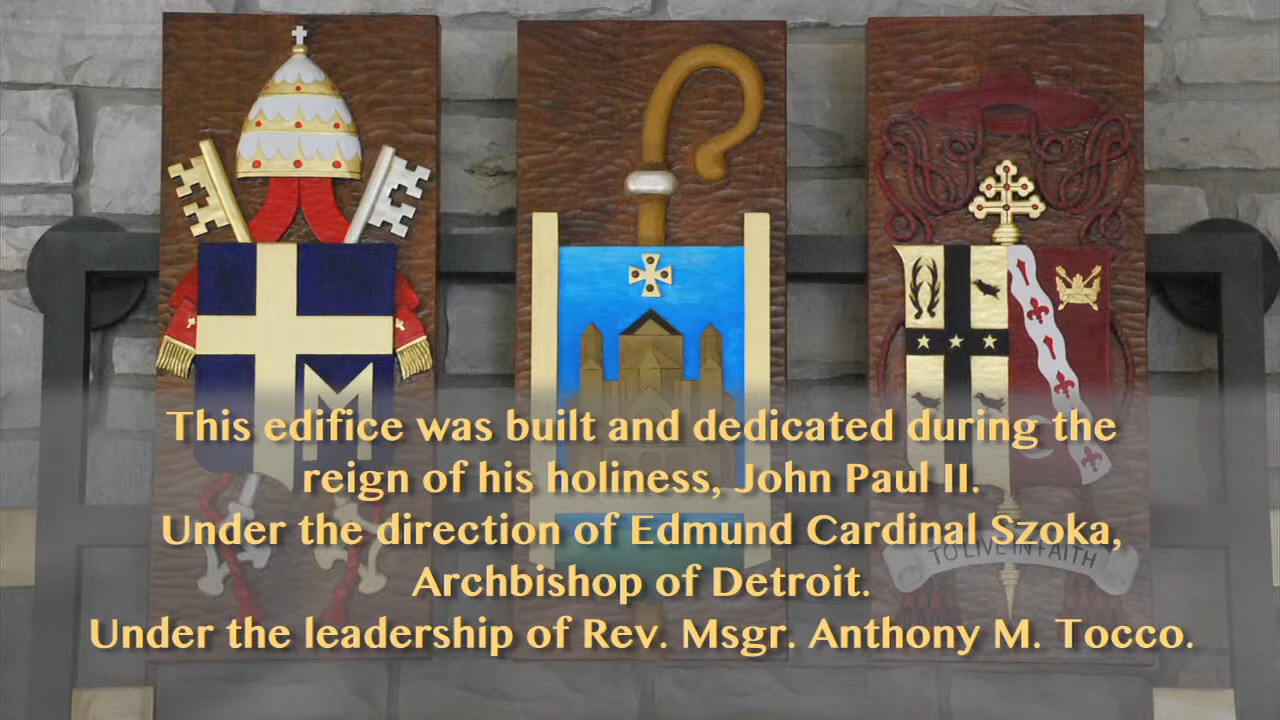 M
This edifice was built and dedicated during the
reign of his holiness, John Paul II.
Under the direction of Edmund Cardinal Szoka,
TO LIVE IN FAITH
Archbishop of Detroit.
Under the leadership of Rev. Msgr. Anthony M. Tocco.